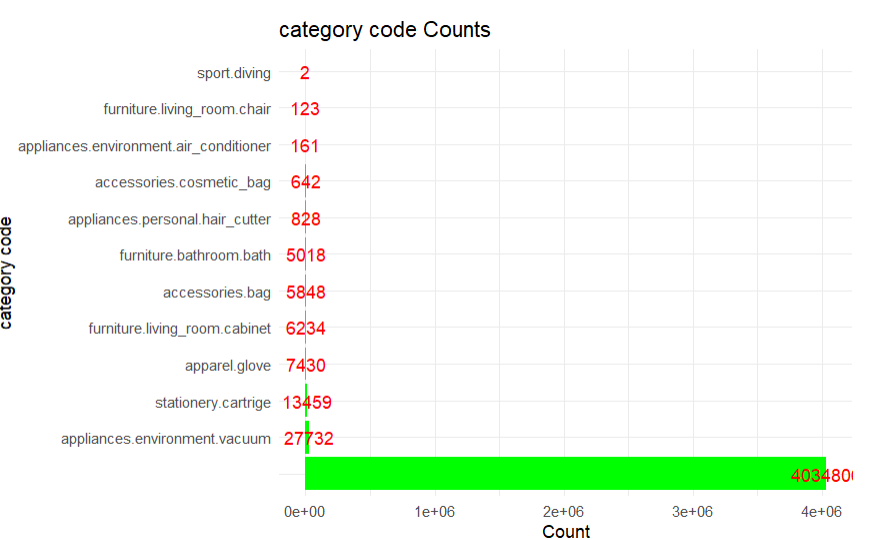 category code Counts
sport.diving 2
furniture.living_room.chair 123
appliances.environment.air_conditioner 161
accessories.cosmetic_bag 642
appliances.personal.hair_cutter 828
furniture.bathroom.bath 5018
accessories.bag 5848
furniture.living_room.cabinet 6234
apparel.glove 7430
stationery.cartrige 13459
appliances.environment.vacuum 27732
category code
0e+00 1e+06 2e+06 3e+06 4e+06
Count